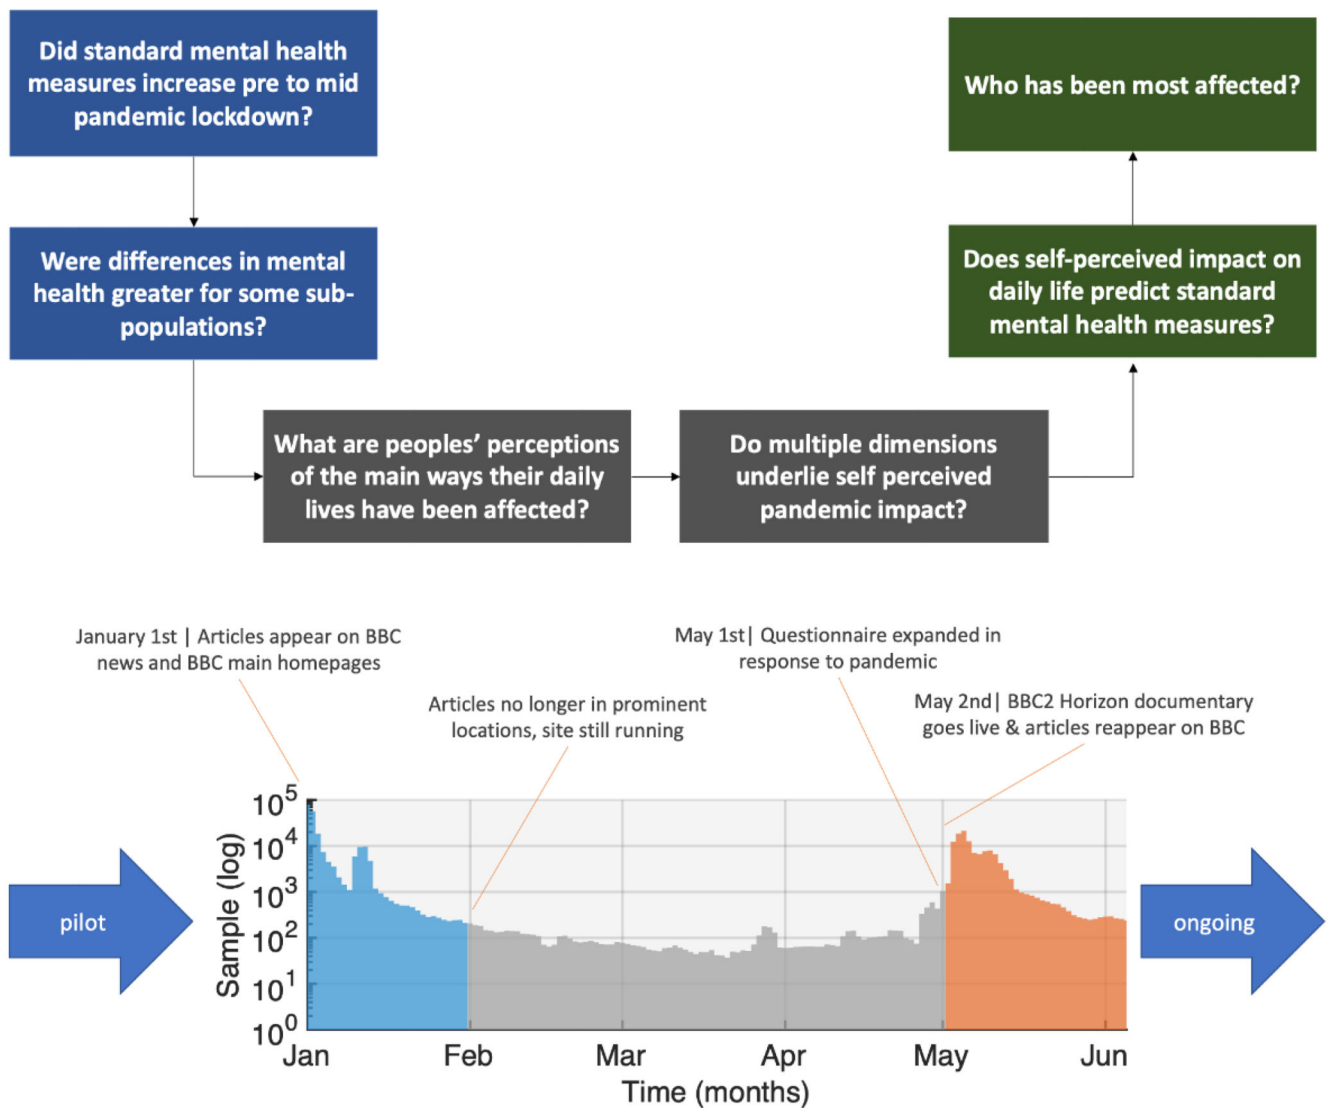 Did standard mental health
measures increase pre to mid
pandemic lockdown?
Who has been most affected?
Were differences in mental
health greater for some sub-
populations?
Does self-perceived impact on
daily life predict standard
mental health measures?
What are peoples’ perceptions
of the main ways their daily
lives have been affected?
Do multiple dimensions
underlie self perceived
pandemic impact?
January 1st | Articles appear on BBC
news and BBC main homepages
Articles no longer in prominent
locations, site still running
May 1st| Questionnaire expanded in
response to pandemic
May 2nd| BBC2 Horizon documentary
goes live & articles reappear on BBC
pilot
Sample (log)
10^5
10^4
10^3
10^2
10^1
10^0
Jan Feb Mar Apr May Jun
Time (months)
ongoing